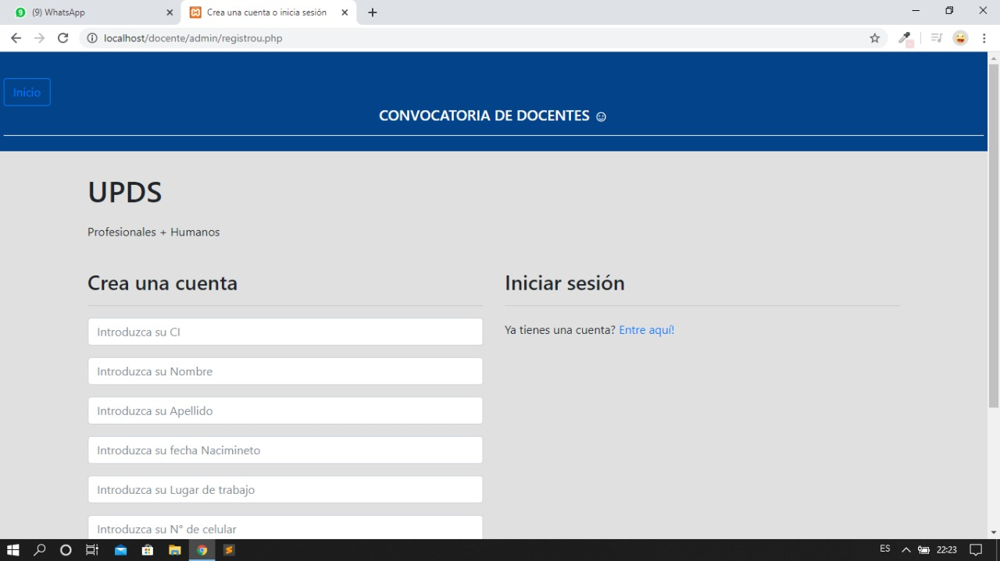 (9) WhatsApp
Crea una cuenta o inicia sesión
localhost/docente/admin/registrou.php
Inicio
CONVOCATORIA DE DOCENTES ☺
UPDS
Profesionales + Humanos
Crea una cuenta
Iniciar sesión
Introduzca su CI
Ya tienes una cuenta? Entre aquí!
Introduzca su Nombre
Introduzca su Apellido
Introduzca su fecha Nacimineto
Introduzca su Lugar de trabajo
Introduzca su N° de celular
ES
22:23